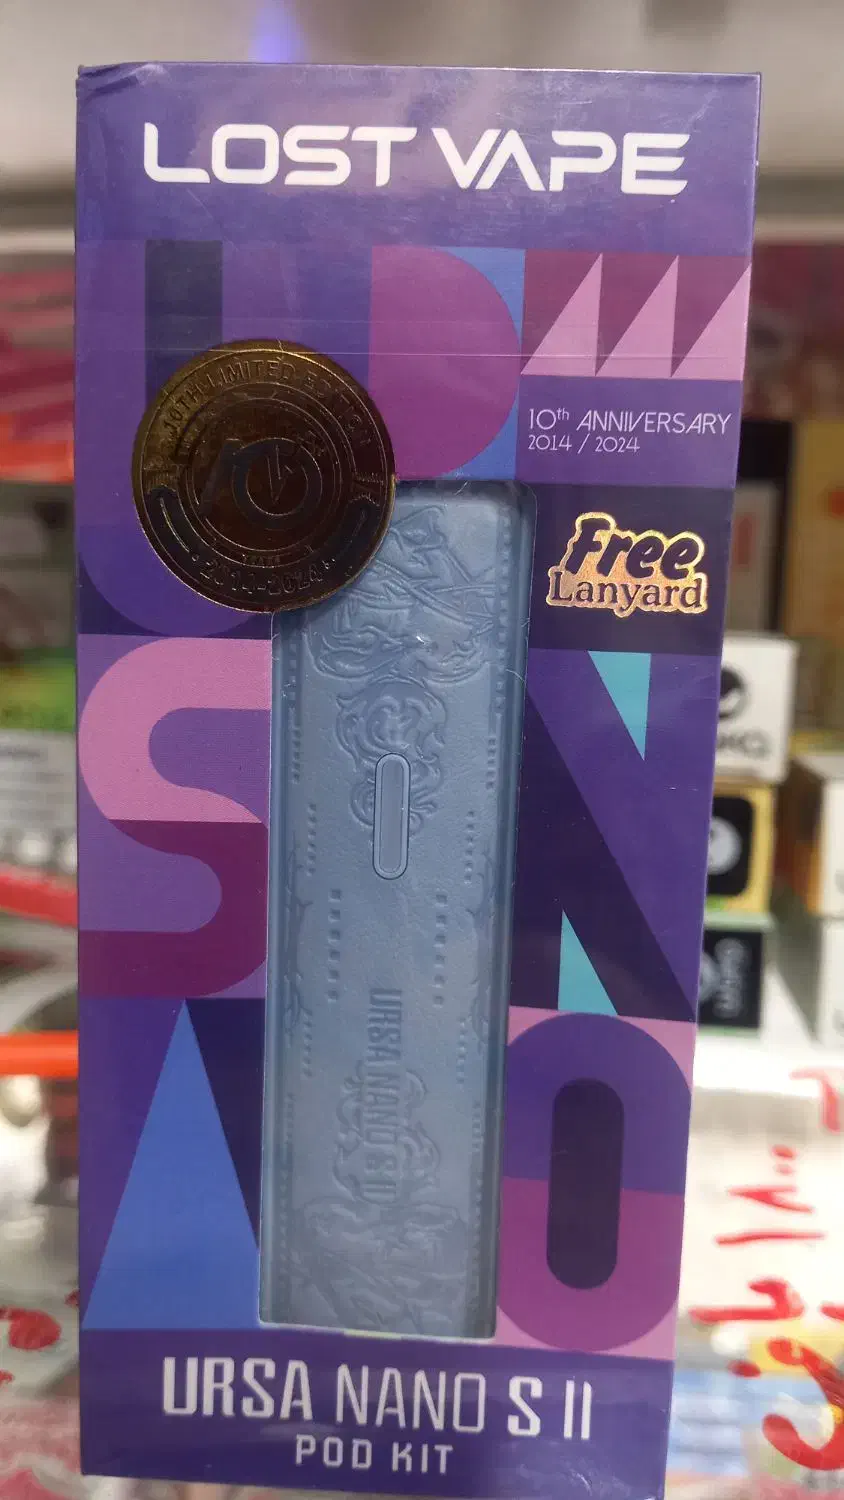 LOST VAPE
10TH LIMITED EDITION
2014-2024
10th ANNIVERSARY
2014 / 2024
Free
Lanyard
URSA NANO S II
URSA NANO S II
POD KIT